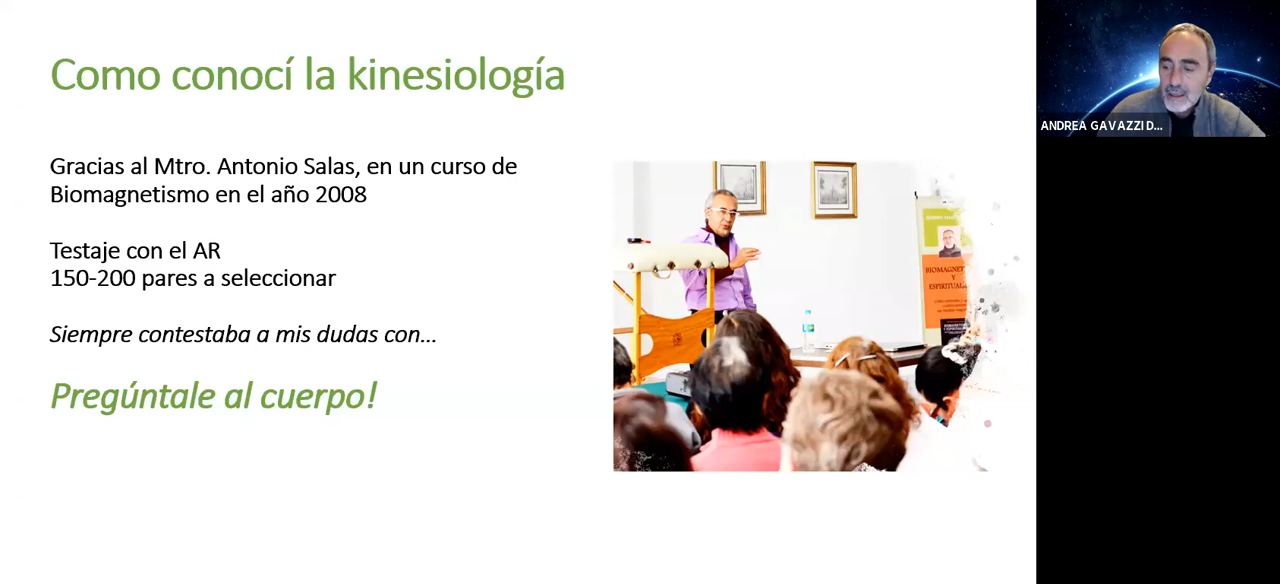 Como conocí la kinesiología
Gracias al Mtro. Antonio Salas, en un curso de
Biomagnetismo en el año 2008
Testaje con el AR
150-200 pares a seleccionar
Siempre contestaba a mis dudas con...
Pregúntale al cuerpo!
BIOMAGNET
Y
ESPIRITUAL
ANDREA GAVAZZI D...